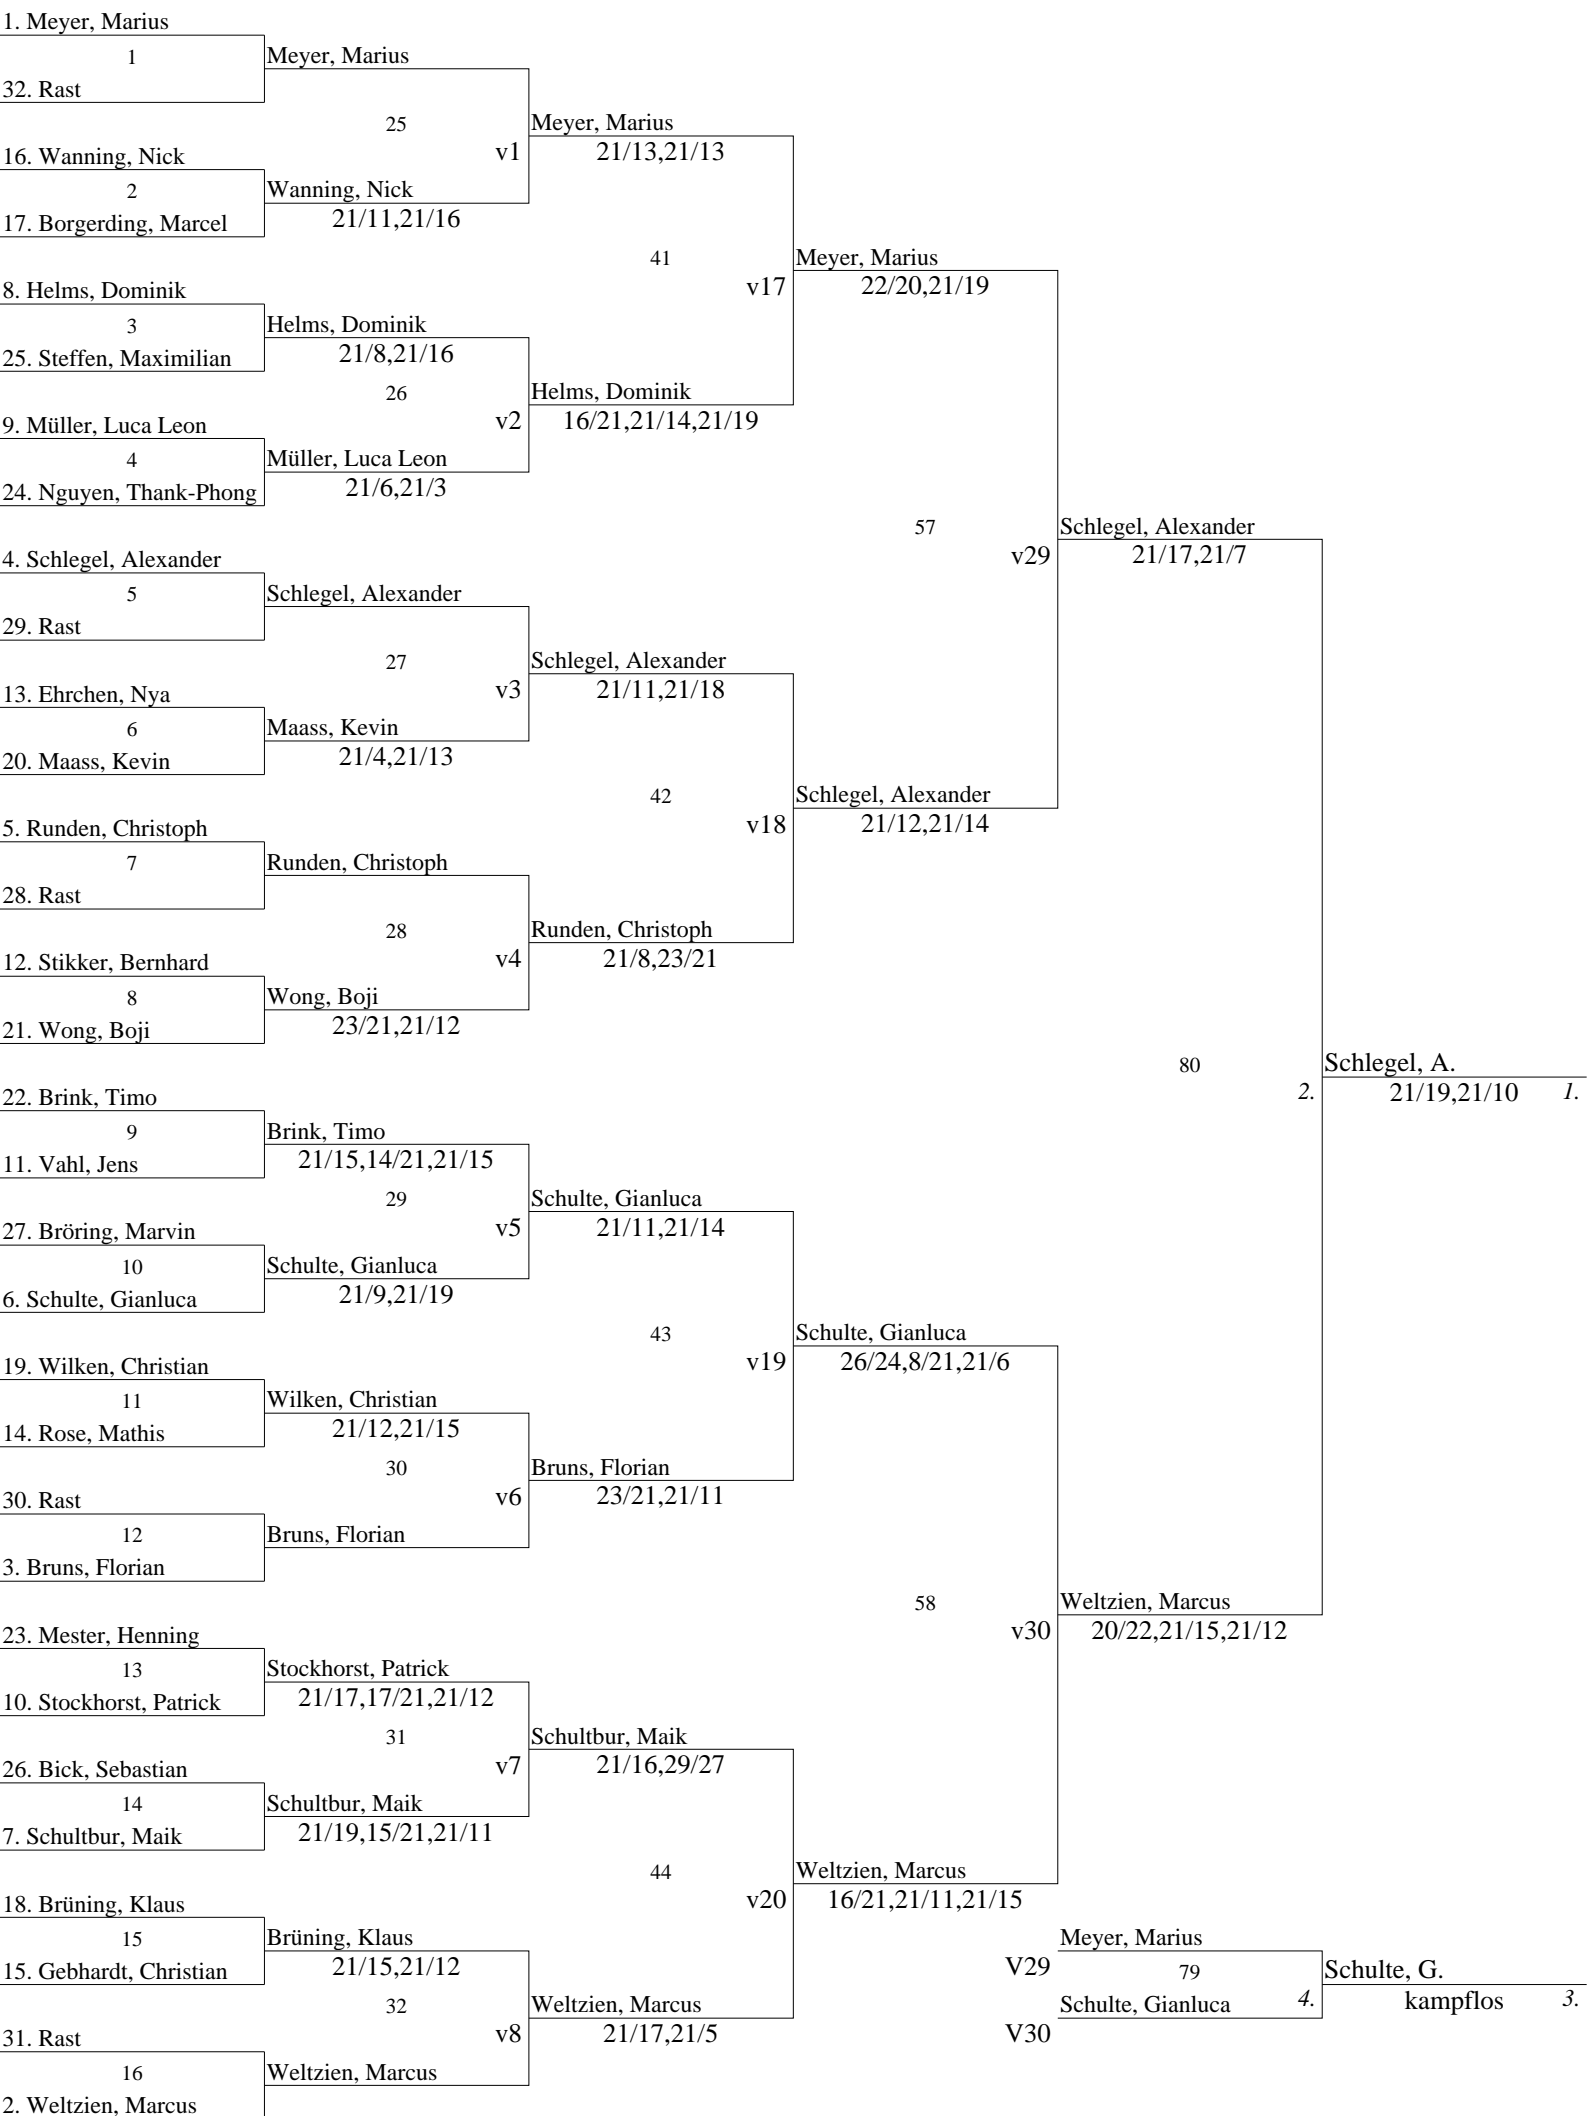 1. Meyer, Marius
1
Meyer, Marius
32. Rast
25
Meyer, Marius
v1
21/13,21/13
16. Wanning, Nick
2
Wanning, Nick
17. Borgerding, Marcel
21/11,21/16
41
Meyer, Marius
v17
22/20,21/19
8. Helms, Dominik
3
Helms, Dominik
25. Steffen, Maximilian
21/8,21/16
26
Helms, Dominik
v2
16/21,21/14,21/19
9. Müller, Luca Leon
4
Müller, Luca Leon
24. Nguyen, Thank-Phong
21/6,21/3
57
Schlegel, Alexander
v29
21/17,21/7
4. Schlegel, Alexander
5
Schlegel, Alexander
29. Rast
27
Schlegel, Alexander
v3
21/11,21/18
13. Ehrchen, Nya
6
Maass, Kevin
20. Maass, Kevin
21/4,21/13
42
Schlegel, Alexander
v18
21/12,21/14
5. Runden, Christoph
7
Runden, Christoph
28. Rast
28
Runden, Christoph
v4
21/8,23/21
12. Stikker, Bernhard
8
Wong, Boji
21. Wong, Boji
23/21,21/12
80
Schlegel, A.
2.
21/19,21/10
1.
22. Brink, Timo
9
Brink, Timo
11. Vahl, Jens
21/15,14/21,21/15
29
Schulte, Gianluca
v5
21/11,21/14
27. Bröring, Marvin
10
Schulte, Gianluca
6. Schulte, Gianluca
21/9,21/19
43
Schulte, Gianluca
v19
26/24,8/21,21/6
19. Wilken, Christian
11
Wilken, Christian
14. Rose, Mathis
21/12,21/15
30
Bruns, Florian
v6
23/21,21/11
30. Rast
12
Bruns, Florian
3. Bruns, Florian
58
Weltzien, Marcus
v30
20/22,21/15,21/12
23. Mester, Henning
13
Stockhorst, Patrick
10. Stockhorst, Patrick
21/17,17/21,21/12
31
Schultbur, Maik
v7
21/16,29/27
26. Bick, Sebastian
14
Schultbur, Maik
7. Schultbur, Maik
21/19,15/21,21/11
44
Weltzien, Marcus
v20
16/21,21/11,21/15
18. Brüning, Klaus
15
Brüning, Klaus
15. Gebhardt, Christian
21/15,21/12
32
Weltzien, Marcus
v8
21/17,21/5
31. Rast
16
Weltzien, Marcus
2. Weltzien, Marcus
Meyer, Marius
V29
79
Schulte, G.
Schulte, Gianluca
4.
kampflos
3.
V30